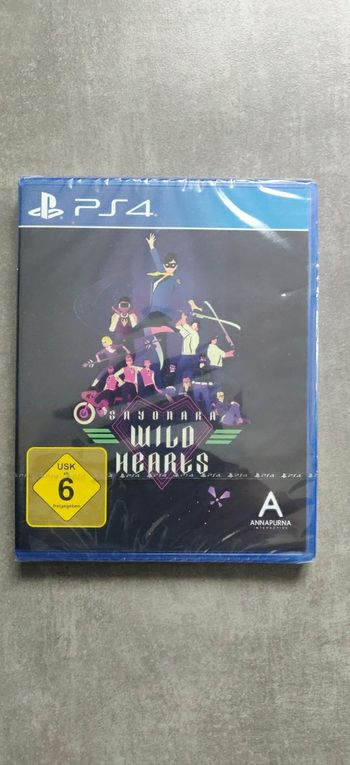 PS4
SAYONARA
WILD
HEARTS
USK
ab
6
freigegeben
A
ANNAPURNA
INTERACTIVE